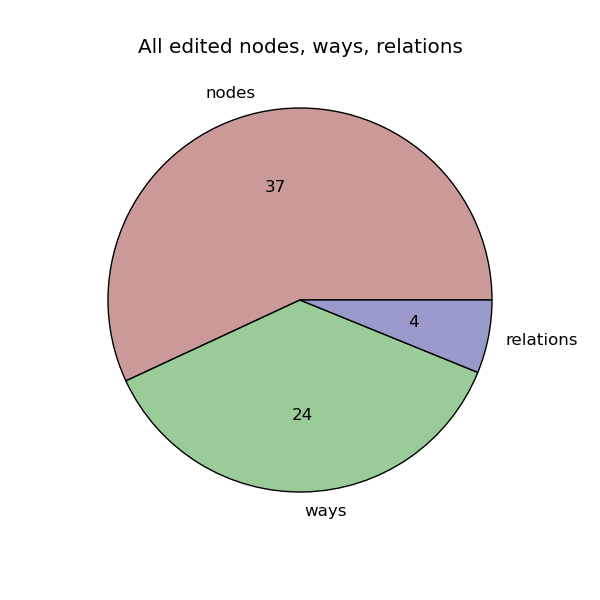 All edited nodes, ways, relations
nodes
37
4
relations
24
ways